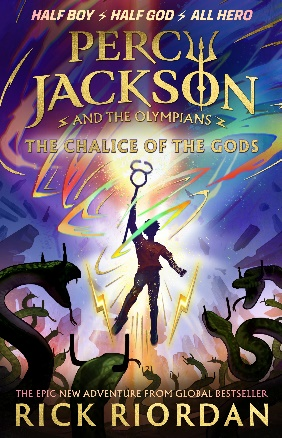 HALF BOY ⚡ HALF GOD ⚡ ALL HERO
PERCY
JACKSON
AND THE OLYMPIANS
THE CHALICE OF THE GODS
THE EPIC NEW ADVENTURE FROM GLOBAL BESTSELLER
RICK RIORDAN